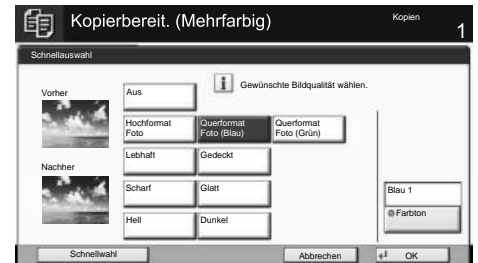 Kopierbereit. (Mehrfarbig)
Kopien
1
Schnellauswahl
Vorher
Aus
i Gewünschte Bildqualität wählen.
Hochformat
Foto
Querformat
Foto (Blau)
Querformat
Foto (Grün)
Nachher
Lebhaft
Gedeckt
Scharf
Glatt
Blau 1
Hell
Dunkel
Farbton
Schnellwahl
Abbrechen
OK